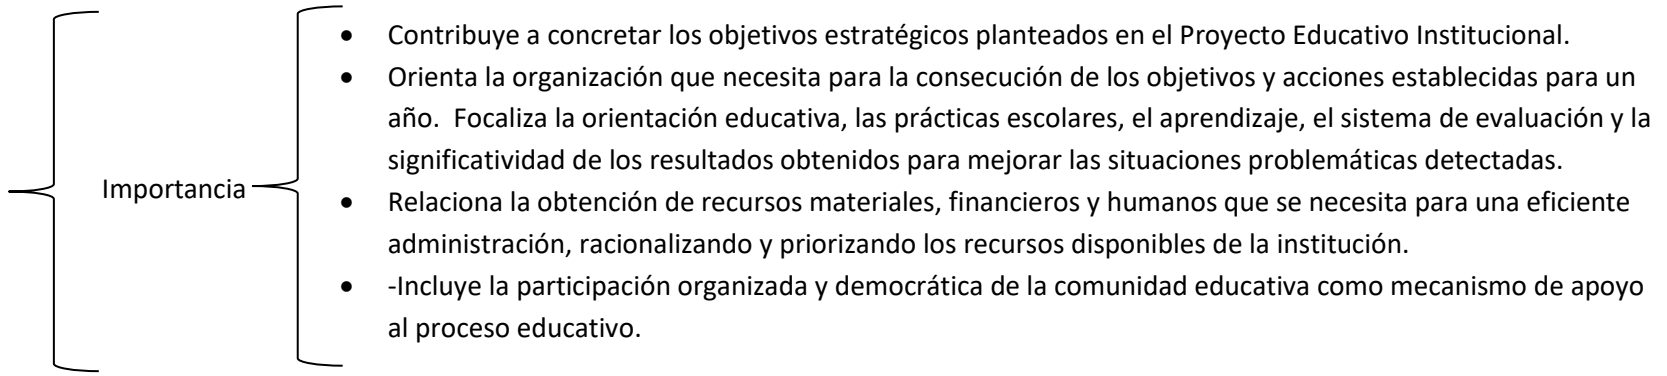 Importancia
• Contribuye a concretar los objetivos estratégicos planteados en el Proyecto Educativo Institucional.
• Orienta la organización que necesita para la consecución de los objetivos y acciones establecidas para un
año.  Focaliza la orientación educativa, las prácticas escolares, el aprendizaje, el sistema de evaluación y la
significatividad de los resultados obtenidos para mejorar las situaciones problemáticas detectadas.
• Relaciona la obtención de recursos materiales, financieros y humanos que se necesita para una eficiente
administración, racionalizando y priorizando los recursos disponibles de la institución.
• -Incluye la participación organizada y democrática de la comunidad educativa como mecanismo de apoyo
al proceso educativo.